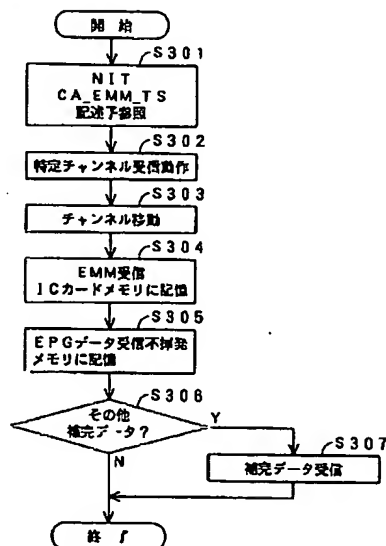 開始
S301
NIT
CA_EMM_TS
記述子参照
S302
特定チャンネル受信動作
S303
チャンネル移動
S304
EMM受信
ICカードメモリに記憶
S305
EPGデータ受信不揮発
メモリに記憶
S306
その他
補完データ?
Y
N
S307
補完データ受信
終了